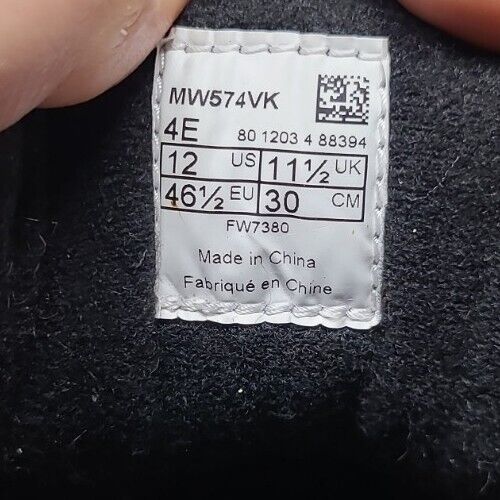 MW574VK
4E 80 1203 4 88394
12 US 11½ UK
46½ EU 30 CM
FW7380
Made in China
Fabriqué en Chine